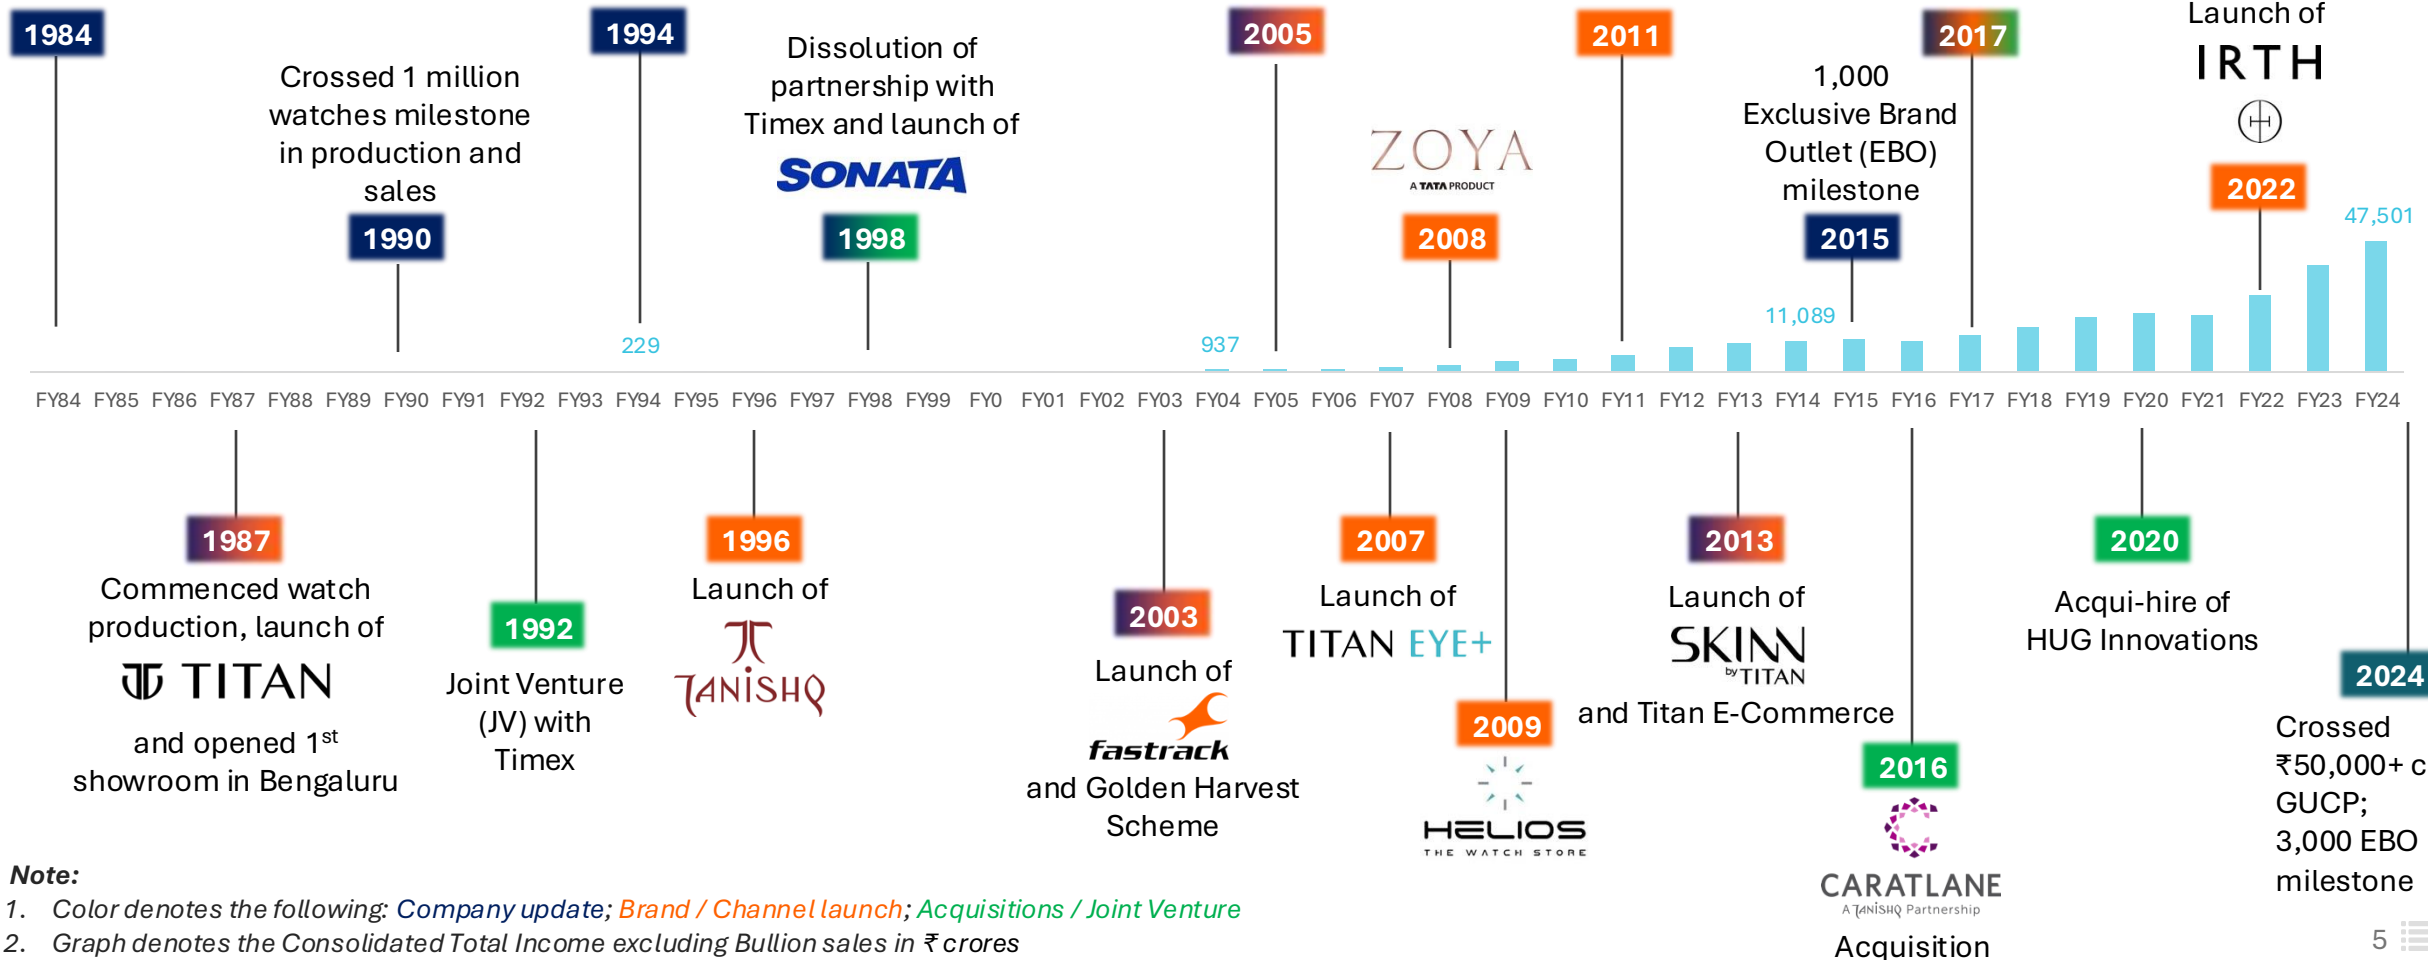 1984
Crossed 1 million
watches milestone
in production and
sales
1990
1994
Dissolution of
partnership with
Timex and launch of
SONATA
1998
2005
ZOYA
A TATA PRODUCT
2008
2011
1,000
Exclusive Brand
Outlet (EBO)
milestone
2015
2017
Launch of
IRTH
2022
229
937
11,089
47,501
FY84 FY85 FY86 FY87 FY88 FY89 FY90 FY91 FY92 FY93 FY94 FY95 FY96 FY97 FY98 FY99 FY0 FY01 FY02 FY03 FY04 FY05 FY06 FY07 FY08 FY09 FY10 FY11 FY12 FY13 FY14 FY15 FY16 FY17 FY18 FY19 FY20 FY21 FY22 FY23 FY24
1987
Commenced watch
production, launch of
TITAN
and opened 1st
showroom in Bengaluru
1992
Joint Venture
(JV) with
Timex
1996
Launch of
TANISHQ
2003
Launch of
fastrack
and Golden Harvest
Scheme
2007
Launch of
TITAN EYE+
2009
HELIOS
THE WATCH STORE
2013
Launch of
SKINN
by TITAN
and Titan E-Commerce
2016
CARATLANE
A TANISHQ Partnership
Acquisition
2020
Acqui-hire of
HUG Innovations
2024
Crossed
₹50,000+ c
GUCP;
3,000 EBO
milestone
Note:
1. Color denotes the following: Company update; Brand / Channel launch; Acquisitions / Joint Venture
2. Graph denotes the Consolidated Total Income excluding Bullion sales in ₹ crores
5